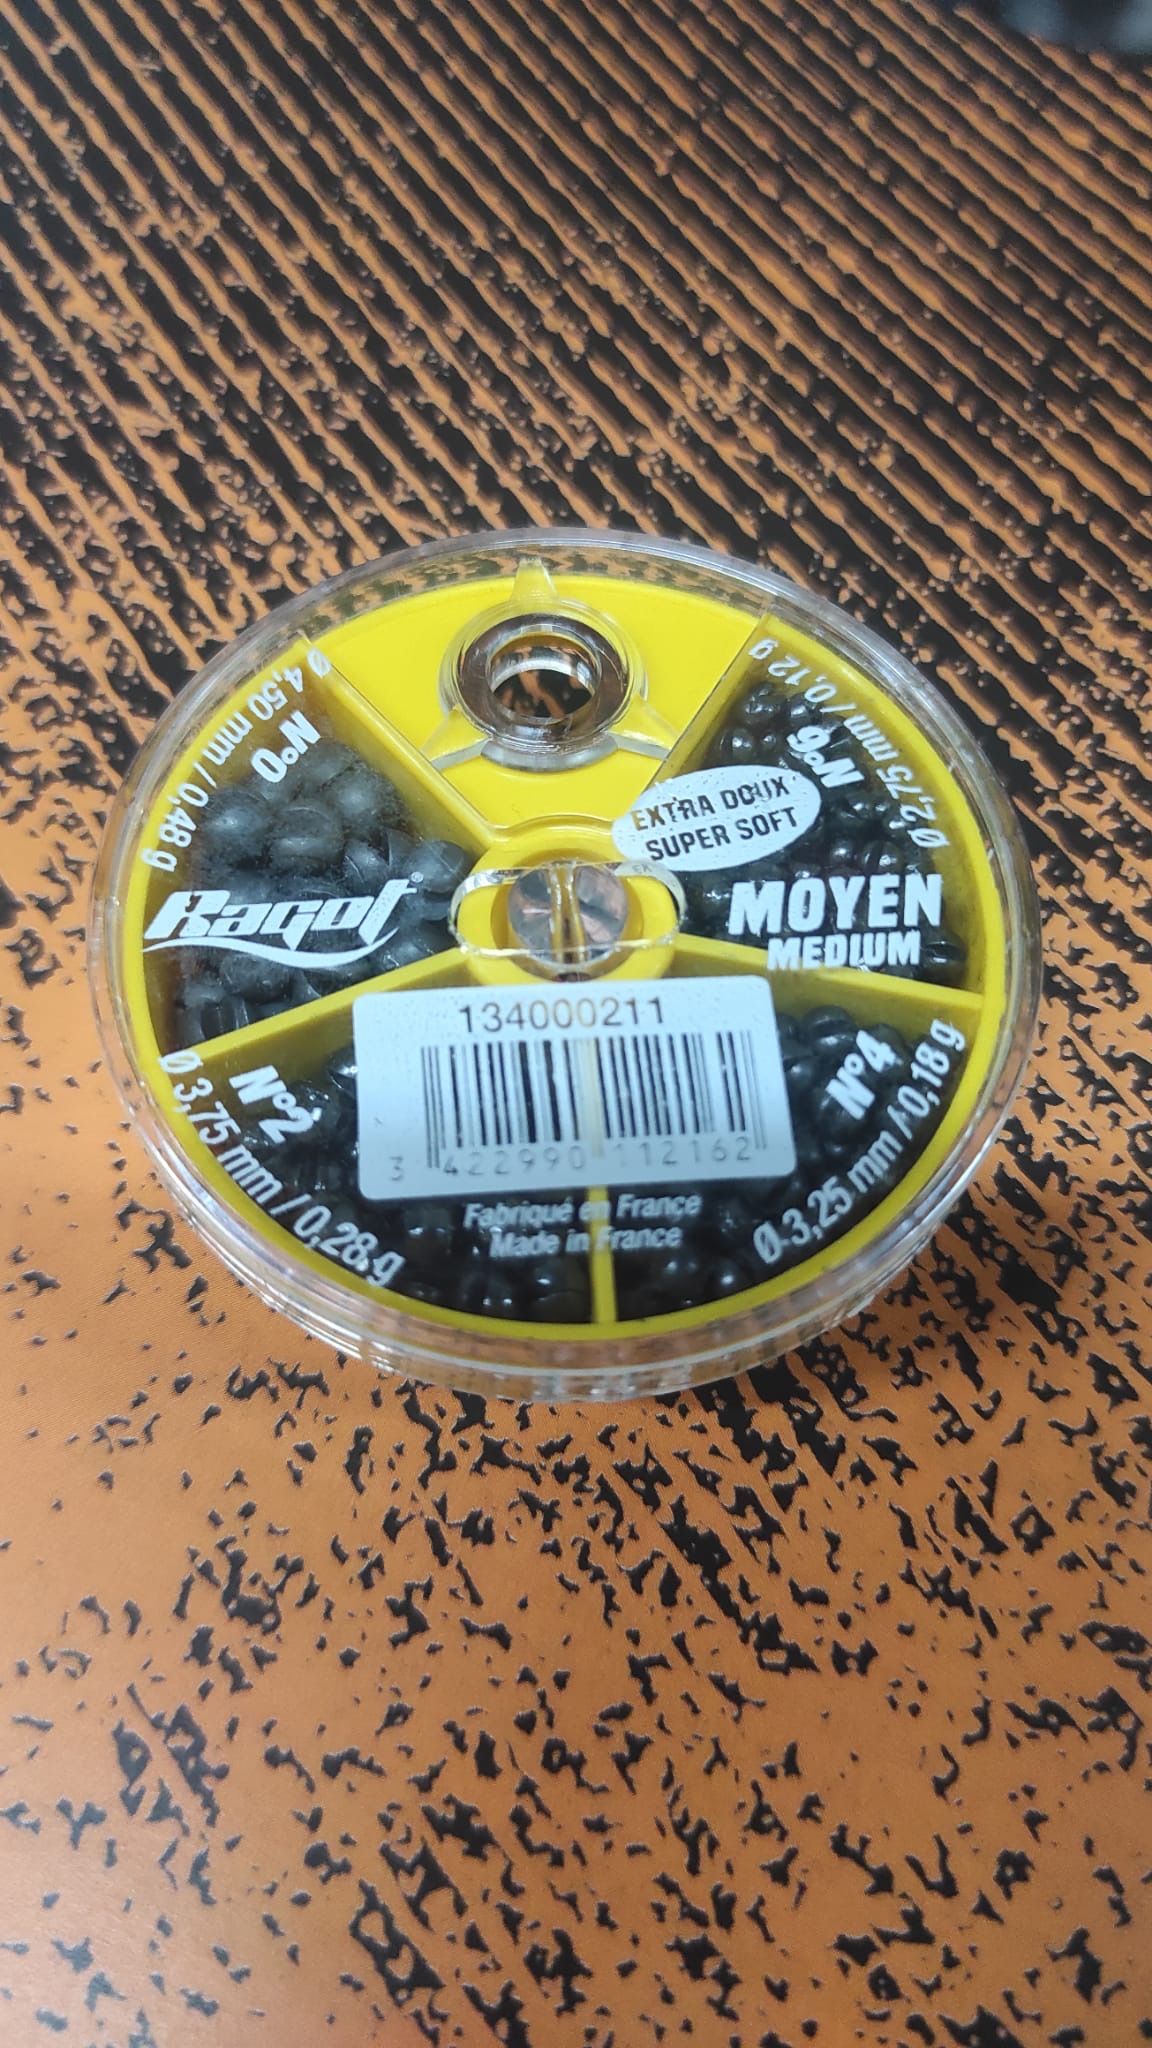 Ø 4,50 mm / 0,48 g
N°0
Ø 2,75 mm / 0,12 g
N°6
EXTRA DOUX
SUPER SOFT
Ragot®
MOYEN
MEDIUM
134000211
3 422990 112162
N°2
Ø 3,75 mm / 0,28 g
N°4
Ø 3,25 mm / 0,18 g
Fabriqué en France
Made in France